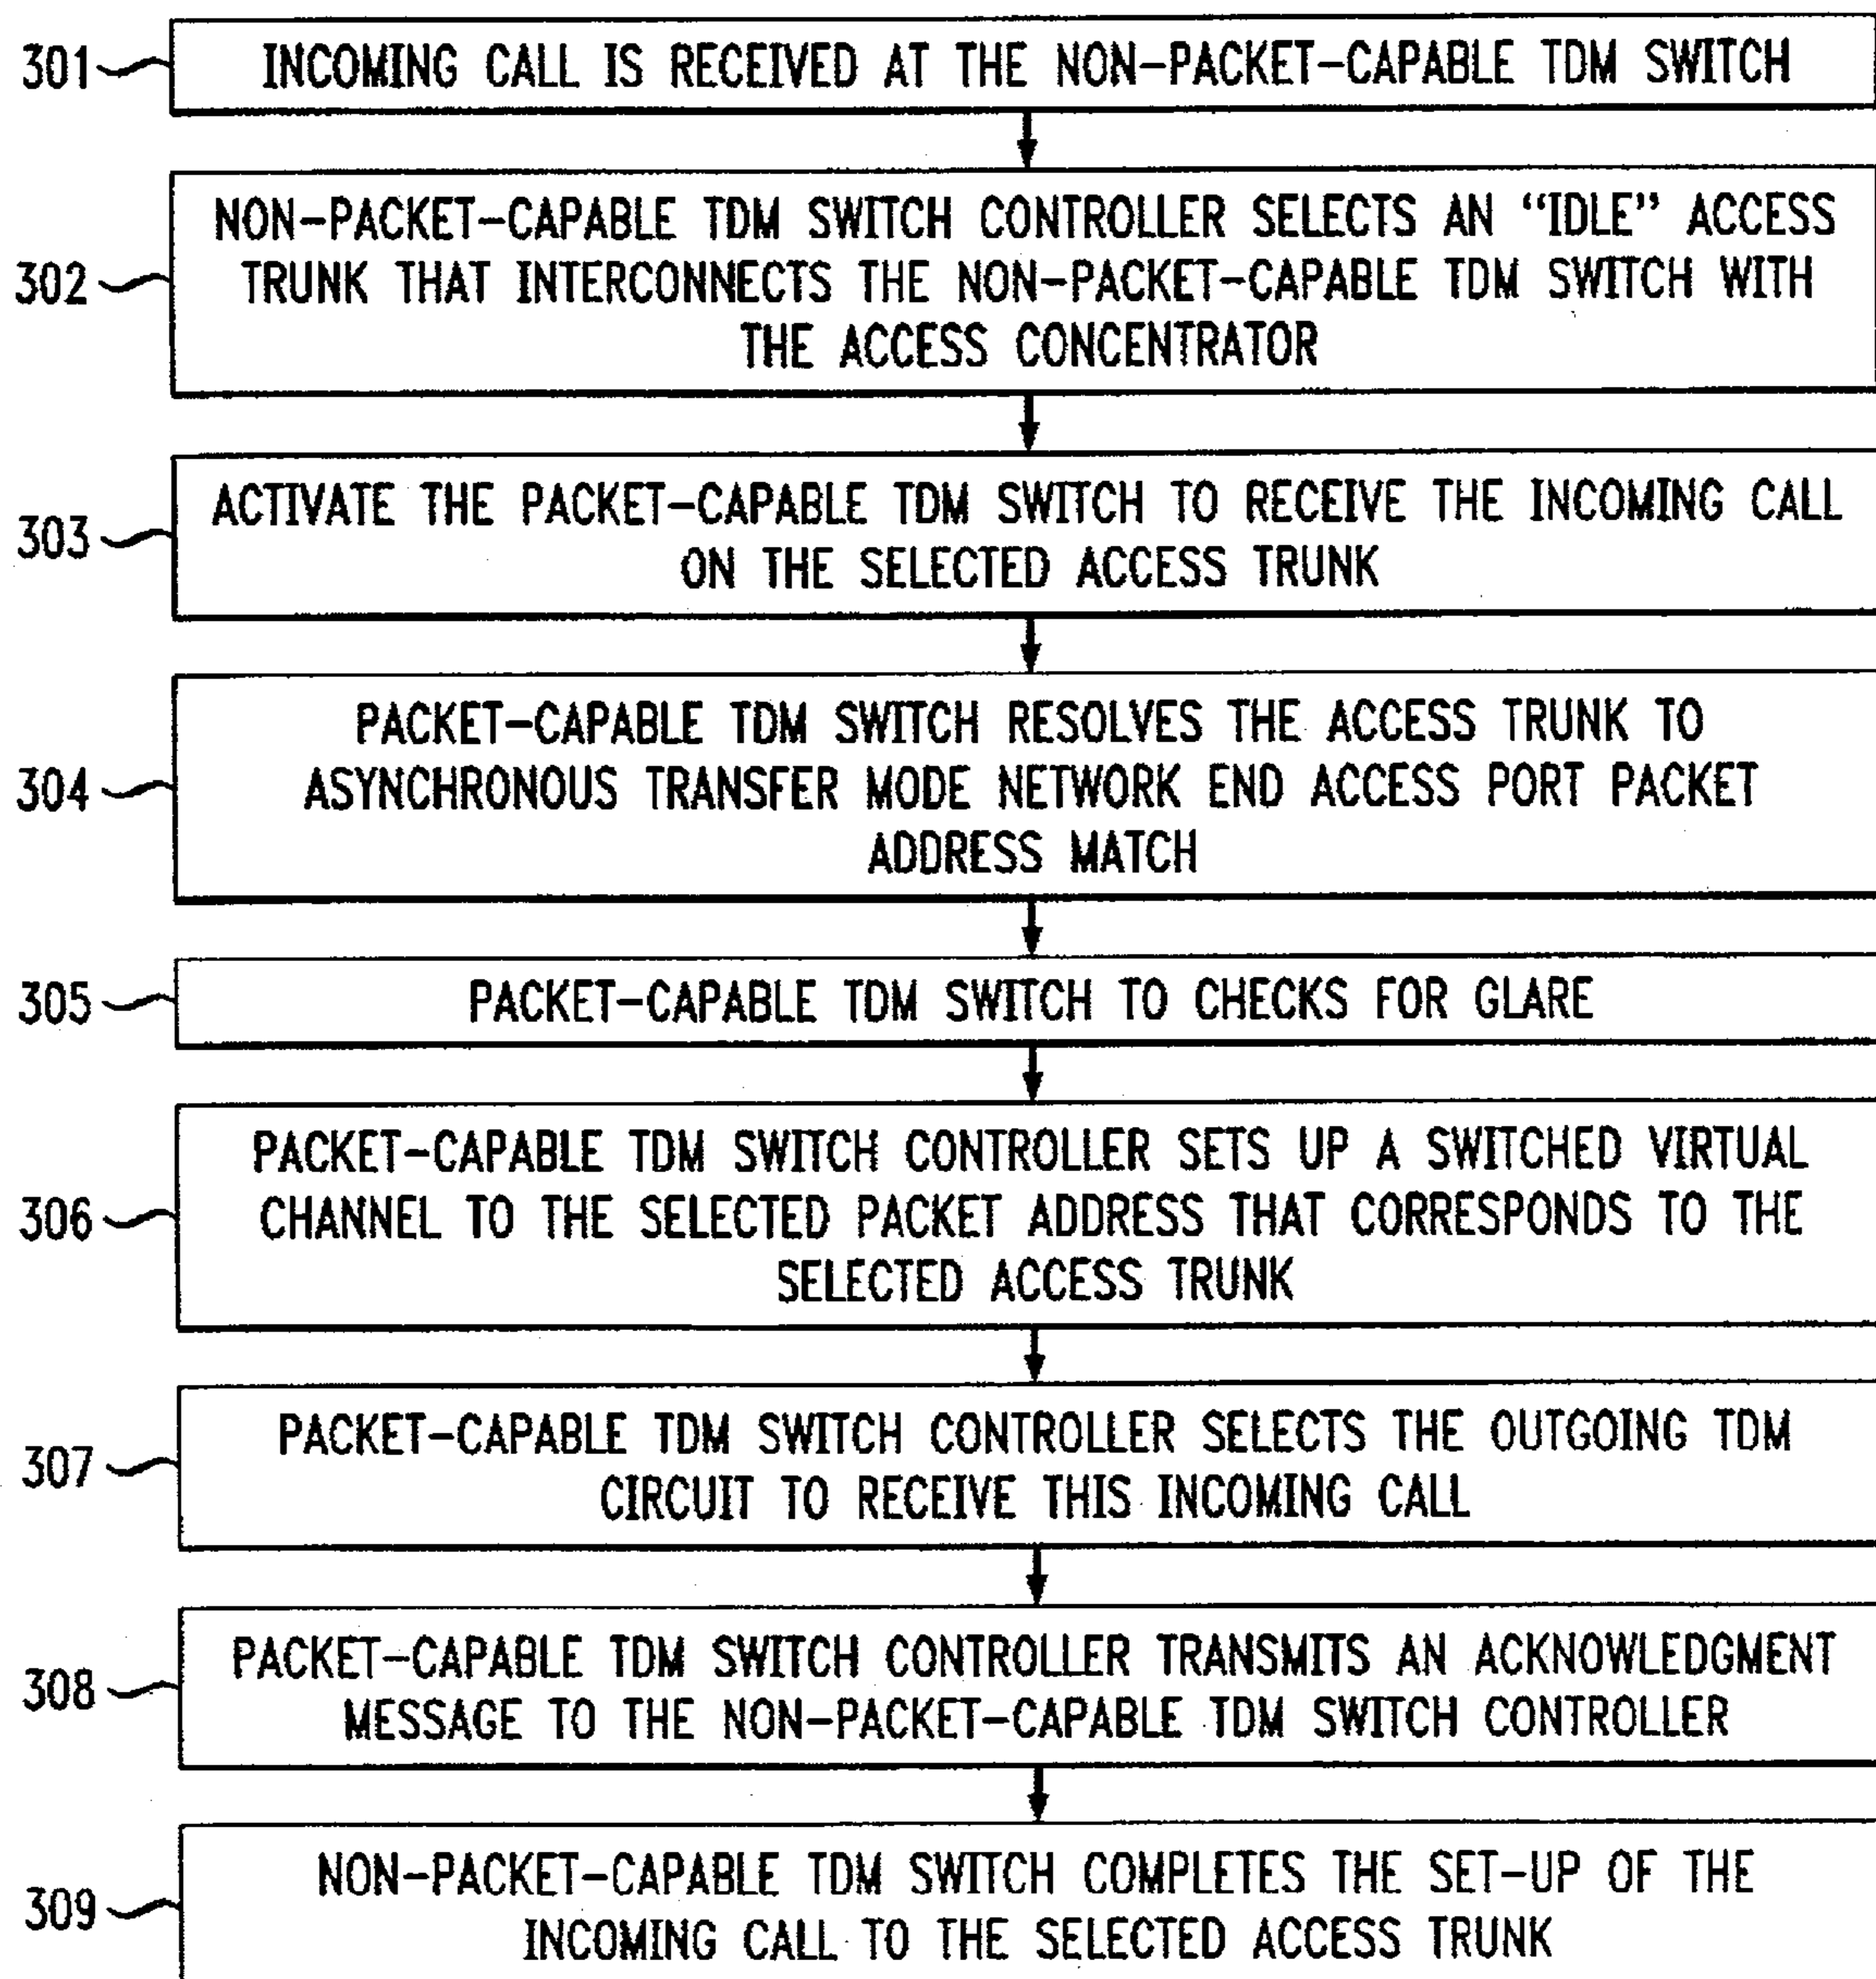 301
INCOMING CALL IS RECEIVED AT THE NON-PACKET-CAPABLE TDM SWITCH
302
NON-PACKET-CAPABLE TDM SWITCH CONTROLLER SELECTS AN “IDLE” ACCESS
TRUNK THAT INTERCONNECTS THE NON-PACKET-CAPABLE TDM SWITCH WITH
THE ACCESS CONCENTRATOR
303
ACTIVATE THE PACKET-CAPABLE TDM SWITCH TO RECEIVE THE INCOMING CALL
ON THE SELECTED ACCESS TRUNK
304
PACKET-CAPABLE TDM SWITCH RESOLVES THE ACCESS TRUNK TO
ASYNCHRONOUS TRANSFER MODE NETWORK END ACCESS PORT PACKET
ADDRESS MATCH
305
PACKET-CAPABLE TDM SWITCH TO CHECKS FOR GLARE
306
PACKET-CAPABLE TDM SWITCH CONTROLLER SETS UP A SWITCHED VIRTUAL
CHANNEL TO THE SELECTED PACKET ADDRESS THAT CORRESPONDS TO THE
SELECTED ACCESS TRUNK
307
PACKET-CAPABLE TDM SWITCH CONTROLLER SELECTS THE OUTGOING TDM
CIRCUIT TO RECEIVE THIS INCOMING CALL
308
PACKET-CAPABLE TDM SWITCH CONTROLLER TRANSMITS AN ACKNOWLEDGMENT
MESSAGE TO THE NON-PACKET-CAPABLE TDM SWITCH CONTROLLER
309
NON-PACKET-CAPABLE TDM SWITCH COMPLETES THE SET-UP OF THE
INCOMING CALL TO THE SELECTED ACCESS TRUNK